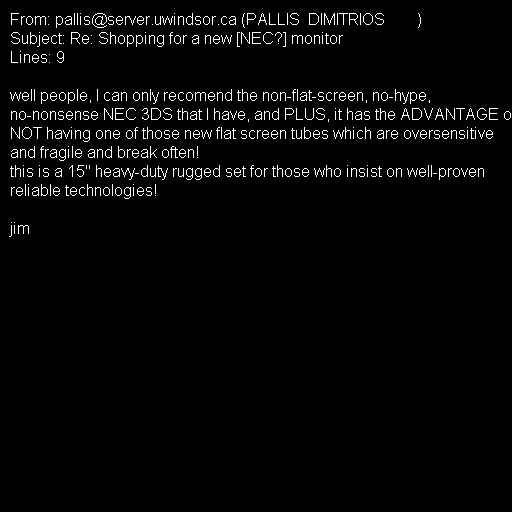 From: pallis@server.uwindsor.ca (PALLIS  DIMITRIOS        )
Subject: Re: Shopping for a new [NEC?] monitor
Lines: 9

well people, I can only recomend the non-flat-screen, no-hype,
no-nonsense NEC 3DS that I have, and PLUS, it has the ADVANTAGE o
NOT having one of those new flat screen tubes which are oversensitive
and fragile and break often!
this is a 15" heavy-duty rugged set for those who insist on well-proven
reliable technologies!

jim